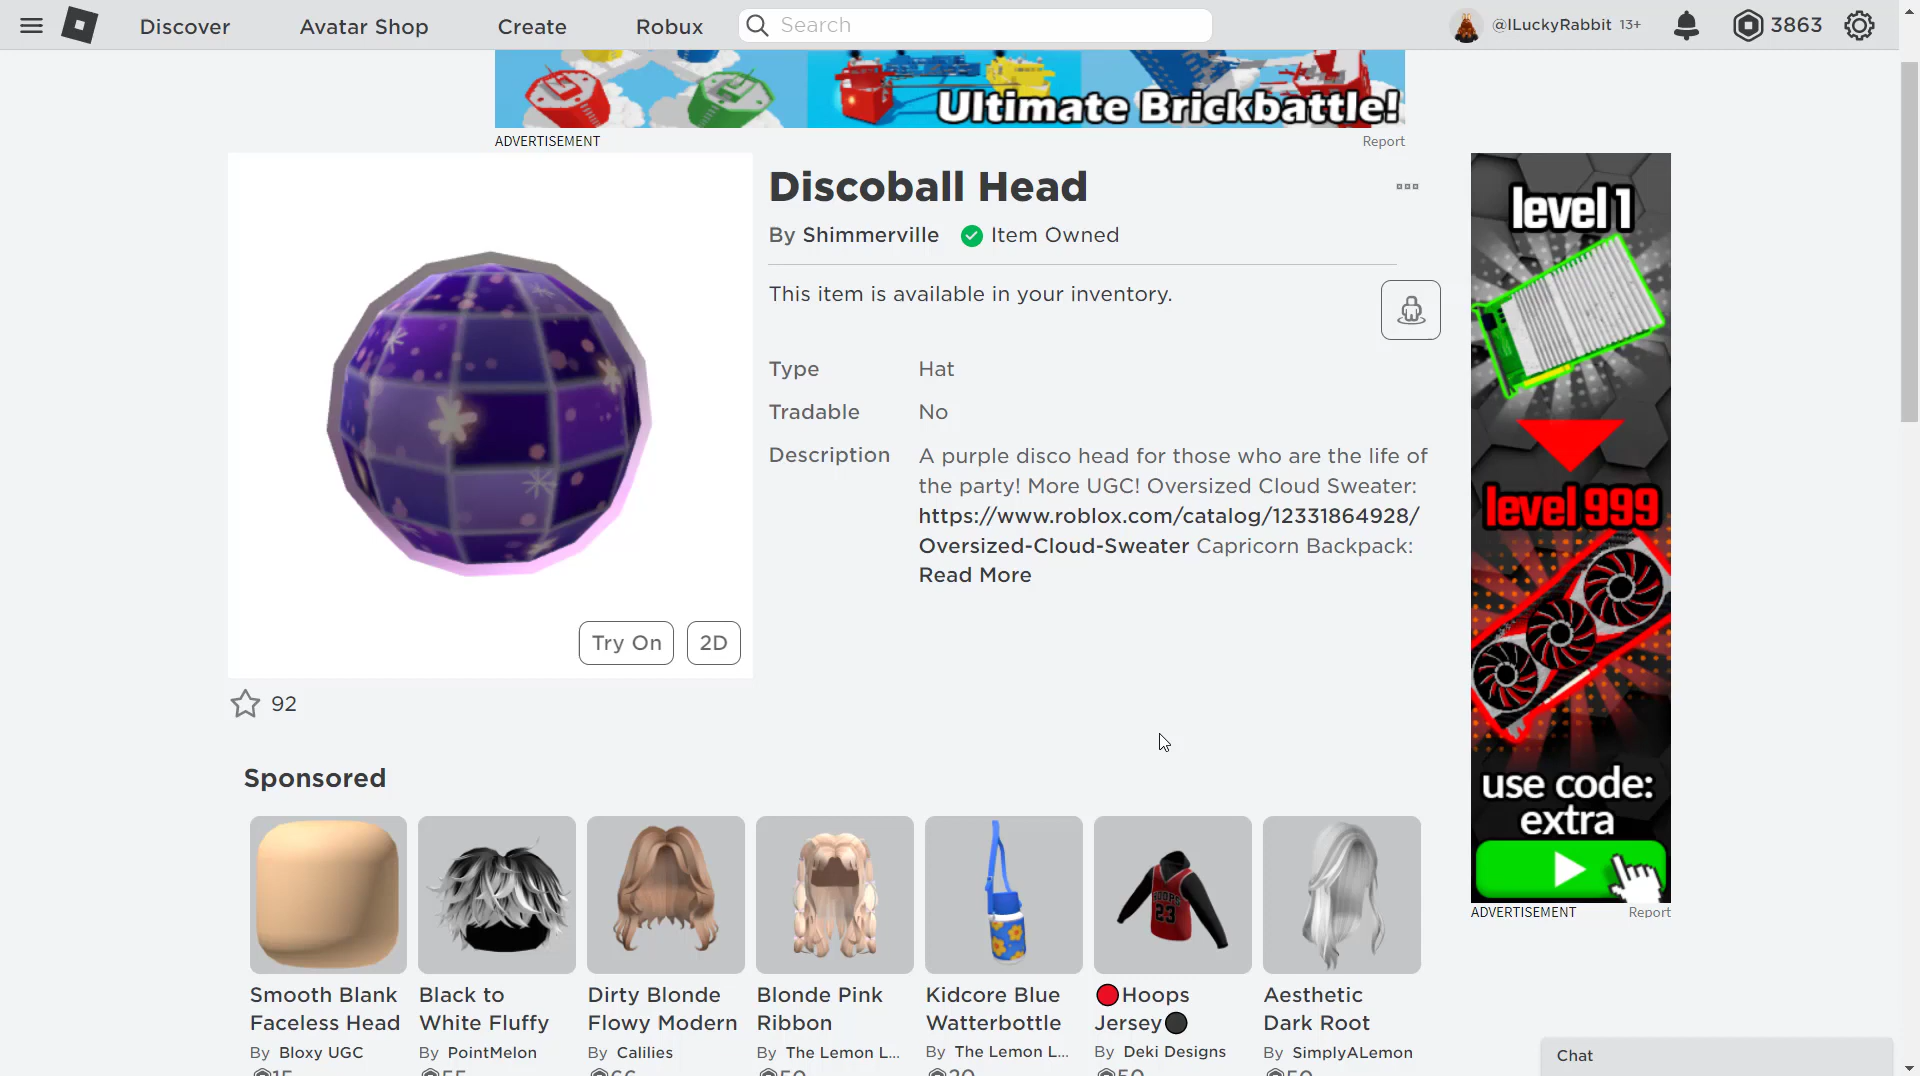 Discover
Avatar Shop
Create
Robux
Search
@lLuckyRabbit 13+
3863
Ultimate Brickbattle!
ADVERTISEMENT
Report
Discoball Head
By Shimmerville
Item Owned
This item is available in your inventory.
Type
Hat
Tradable
No
Description
A purple disco head for those who are the life of
the party! More UGC! Oversized Cloud Sweater:
https://www.roblox.com/catalog/12331864928/
Oversized-Cloud-Sweater Capricorn Backpack:
Read More
Try On
2D
92
level 1
level 999
use code:
extra
ADVERTISEMENT
Report
Sponsored
HOOPS
23
Smooth Blank
Faceless Head
By Bloxy UGC
Black to
White Fluffy
By PointMelon
Dirty Blonde
Flowy Modern
By Calilies
Blonde Pink
Ribbon
By The Lemon L...
Kidcore Blue
Watterbottle
By The Lemon L...
Hoops
Jersey
By Deki Designs
Aesthetic
Dark Root
By SimplyALemon
Chat